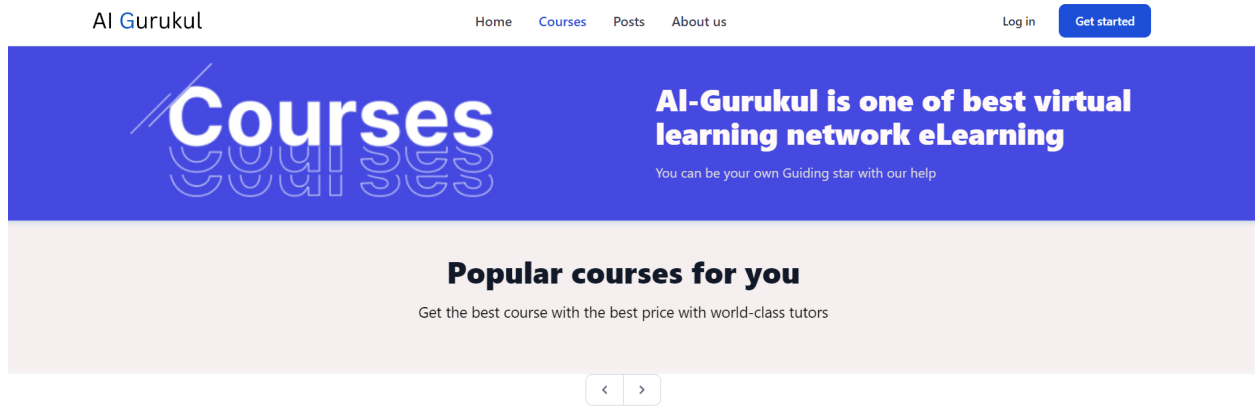 AI Gurukul
Home Courses Posts About us
Log in Get started
Courses
AI-Gurukul is one of best virtual
learning network eLearning
You can be your own Guiding star with our help
Popular courses for you
Get the best course with the best price with world-class tutors